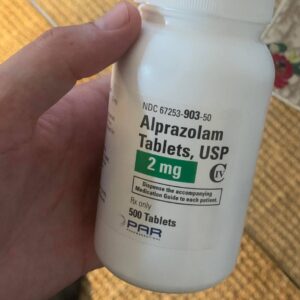 NDC 67253-903-50
Alprazolam
Tablets, USP
2 mg CIV
Dispense the accompanying
Medication Guide to each patient.
Rx only
500 Tablets
PAR